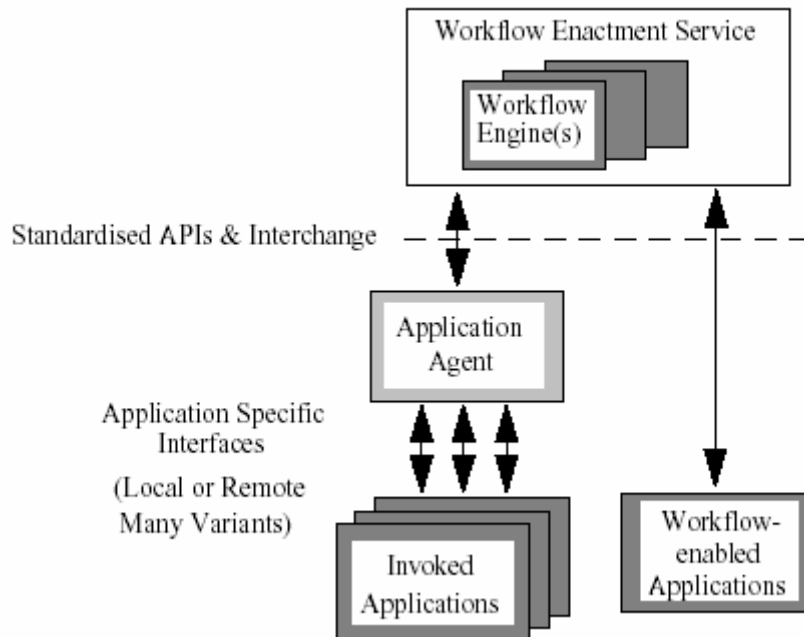 Workflow Enactment Service
Workflow
Engine(s)
Standardised APIs & Interchange
Application
Agent
Application Specific
Interfaces
(Local or Remote
Many Variants)
Invoked
Applications
Workflow-
enabled
Applications